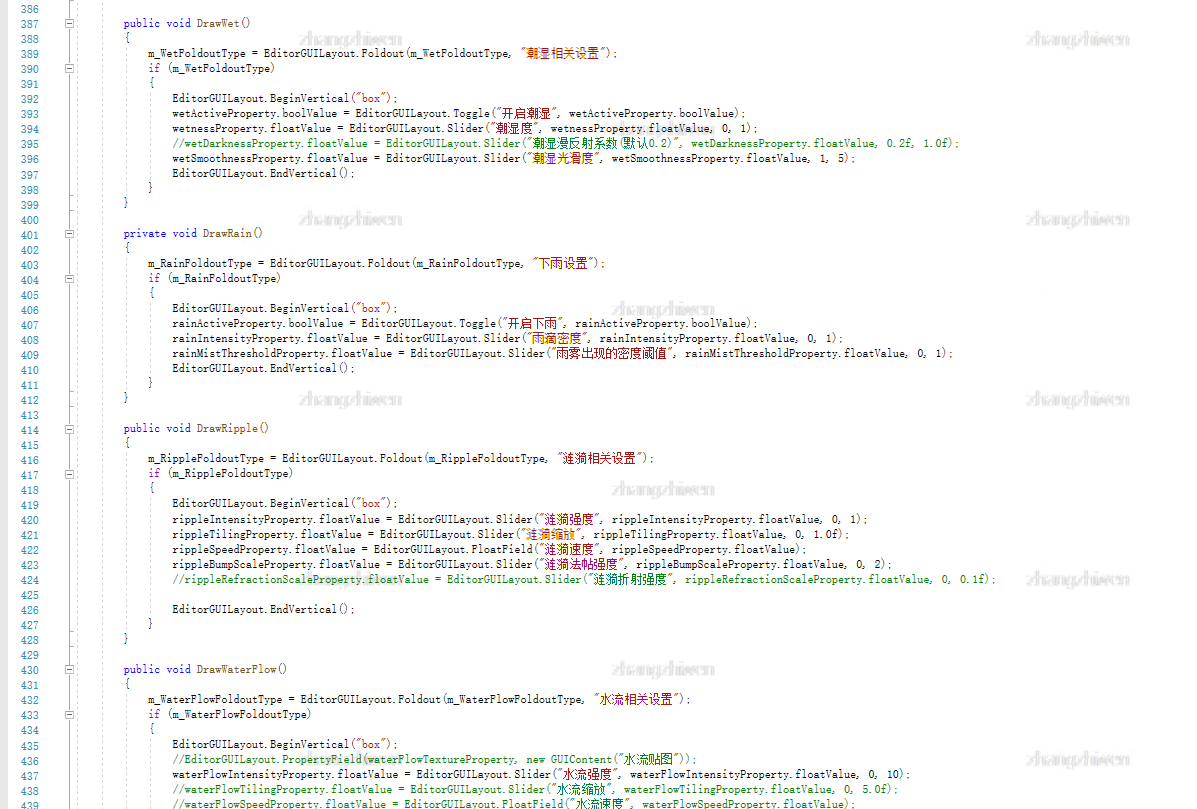 386
387 public void DrawWet()
388 {
389 m_WetFoldoutType = EditorGUILayout.Foldout(m_WetFoldoutType, "潮湿相关设置");
390 if (m_WetFoldoutType)
391 {
392 EditorGUILayout.BeginVertical("box");
393 wetActiveProperty.boolValue = EditorGUILayout.Toggle("开启潮湿", wetActiveProperty.boolValue);
394 wetnessProperty.floatValue = EditorGUILayout.Slider("潮湿度", wetnessProperty.floatValue, 0, 1);
395 //wetDarknessProperty.floatValue = EditorGUILayout.Slider("潮湿漫反射系数(默认0.2)", wetDarknessProperty.floatValue, 0.2f, 1.0f);
396 wetSmoothnessProperty.floatValue = EditorGUILayout.Slider("潮湿光滑度", wetSmoothnessProperty.floatValue, 1, 5);
397 EditorGUILayout.EndVertical();
398 }
399 }
400
401 private void DrawRain()
402 {
403 m_RainFoldoutType = EditorGUILayout.Foldout(m_RainFoldoutType, "下雨设置");
404 if (m_RainFoldoutType)
405 {
406 EditorGUILayout.BeginVertical("box");
407 rainActiveProperty.boolValue = EditorGUILayout.Toggle("开启下雨", rainActiveProperty.boolValue);
408 rainIntensityProperty.floatValue = EditorGUILayout.Slider("雨滴密度", rainIntensityProperty.floatValue, 0, 1);
409 rainMistThresholdProperty.floatValue = EditorGUILayout.Slider("雨雾出现的密度阈值", rainMistThresholdProperty.floatValue, 0, 1);
410 EditorGUILayout.EndVertical();
411 }
412 }
413
414 public void DrawRipple()
415 {
416 m_RippleFoldoutType = EditorGUILayout.Foldout(m_RippleFoldoutType, "涟漪相关设置");
417 if (m_RippleFoldoutType)
418 {
419 EditorGUILayout.BeginVertical("box");
420 rippleIntensityProperty.floatValue = EditorGUILayout.Slider("涟漪强度", rippleIntensityProperty.floatValue, 0, 1);
421 rippleTilingProperty.floatValue = EditorGUILayout.Slider("涟漪缩放", rippleTilingProperty.floatValue, 0, 1.0f);
422 rippleSpeedProperty.floatValue = EditorGUILayout.FloatField("涟漪速度", rippleSpeedProperty.floatValue);
423 rippleBumpScaleProperty.floatValue = EditorGUILayout.Slider("涟漪法帖强度", rippleBumpScaleProperty.floatValue, 0, 2);
424 //rippleRefractionScaleProperty.floatValue = EditorGUILayout.Slider("涟漪折射强度", rippleRefractionScaleProperty.floatValue, 0, 0.1f);
425
426 EditorGUILayout.EndVertical();
427 }
428 }
429
430 public void DrawWaterFlow()
431 {
432 m_WaterFlowFoldoutType = EditorGUILayout.Foldout(m_WaterFlowFoldoutType, "水流相关设置");
433 if (m_WaterFlowFoldoutType)
434 {
435 EditorGUILayout.BeginVertical("box");
436 //EditorGUILayout.PropertyField(waterFlowTextureProperty, new GUIContent("水流贴图"));
437 waterFlowIntensityProperty.floatValue = EditorGUILayout.Slider("水流强度", waterFlowIntensityProperty.floatValue, 0, 10);
438 //waterFlowTilingProperty.floatValue = EditorGUILayout.Slider("水流缩放", waterFlowTilingProperty.floatValue, 0, 5.0f);
439 //waterFlowSpeedProperty.floatValue = EditorGUILayout.FloatField("水流速度", waterFlowSpeedProperty.floatValue);